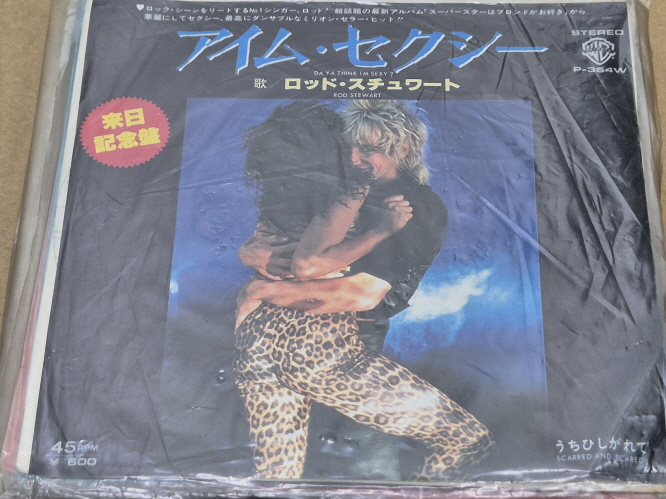 ♥ロック・シーンをリードするNo.1シンガー、ロッド。超話題の最新アルバム「スーパースターはブロンドがお好き」から
華麗にしてセクシー、最高にダンサブルなミリオン・セラー・ヒット!!
アイム・セクシー
DA YA THINK I'M SEXY?
歌 ロッド・スチュワート
ROD STEWART
STEREO
P-364W
来日
記念盤
45RPM
¥600
うちひしがれて
SCARRED AND SCARED